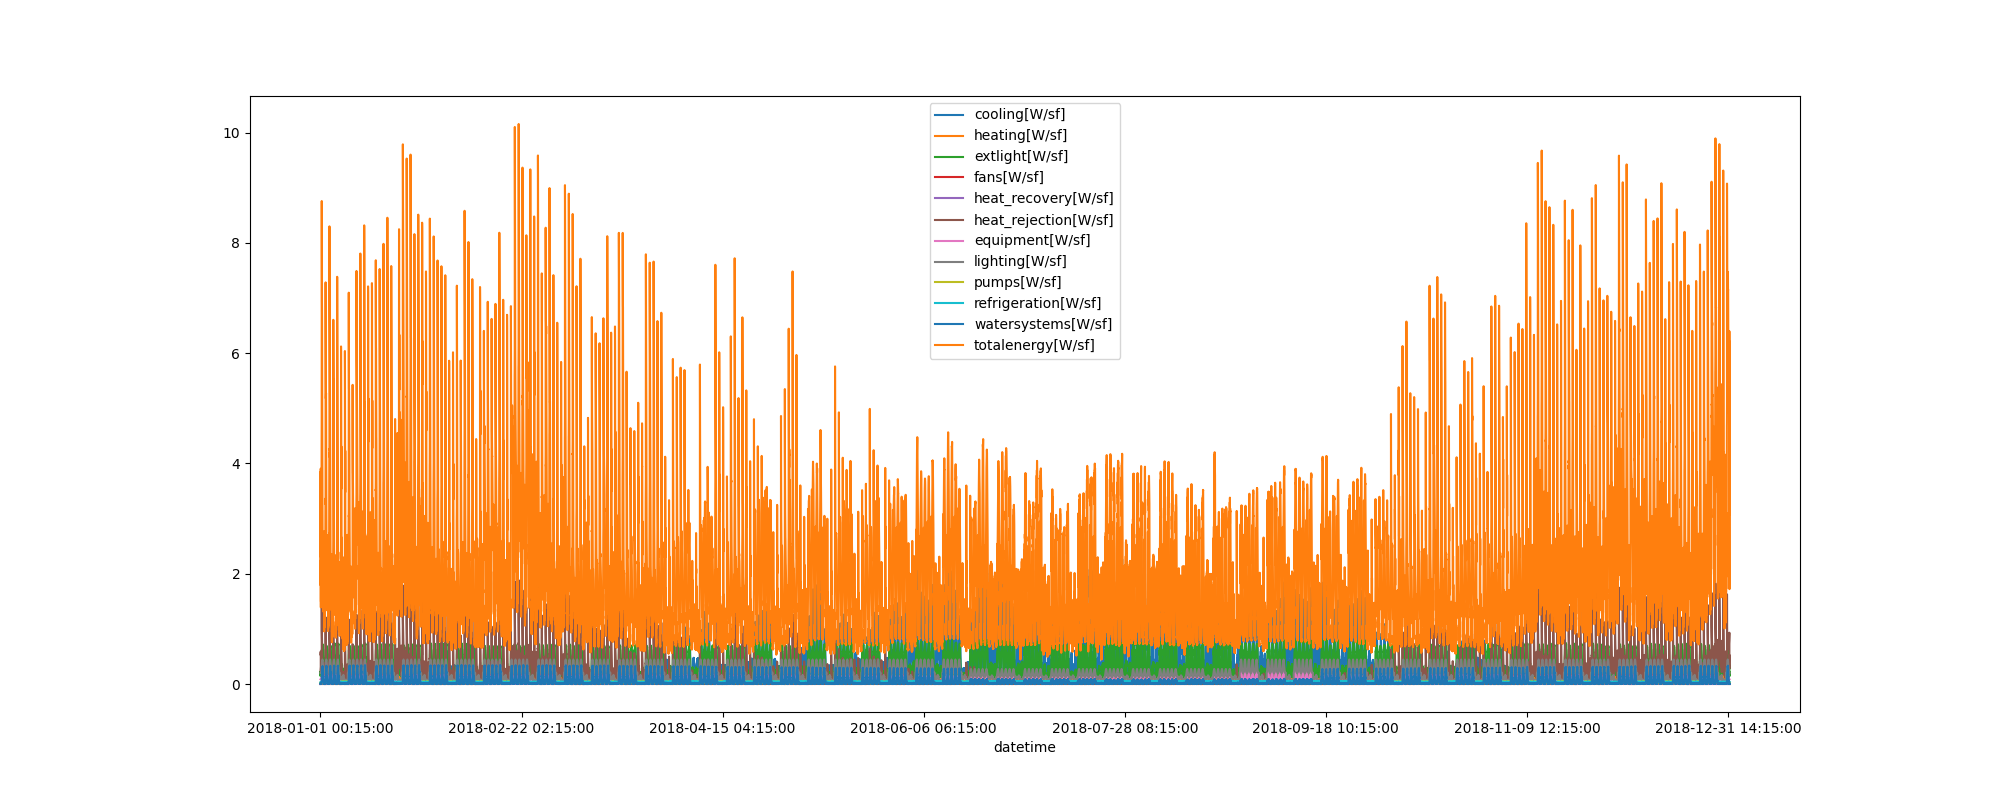 10
8
6
4
2
0
cooling[W/sf]
heating[W/sf]
extlight[W/sf]
fans[W/sf]
heat_recovery[W/sf]
heat_rejection[W/sf]
equipment[W/sf]
lighting[W/sf]
pumps[W/sf]
refrigeration[W/sf]
watersystems[W/sf]
totalenergy[W/sf]
2018-01-01 00:15:00
2018-02-22 02:15:00
2018-04-15 04:15:00
2018-06-06 06:15:00
2018-07-28 08:15:00
2018-09-18 10:15:00
2018-11-09 12:15:00
2018-12-31 14:15:00
datetime